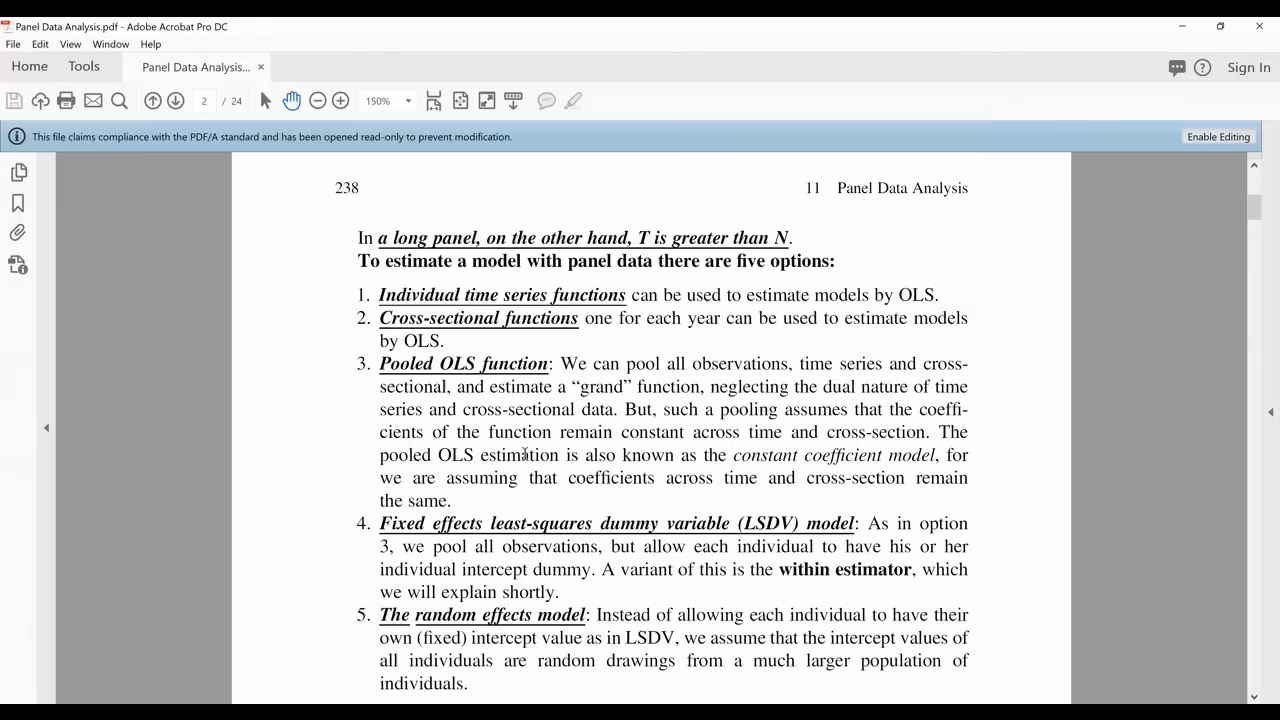 Panel Data Analysis.pdf - Adobe Acrobat Pro DC
File Edit View Window Help
Home Tools Panel Data Analysis... × Sign In
2 / 24 150%
This file claims compliance with the PDF/A standard and has been opened read-only to prevent modification. Enable Editing
238 11 Panel Data Analysis
In a long panel, on the other hand, T is greater than N.
To estimate a model with panel data there are five options:
1. Individual time series functions can be used to estimate models by OLS.
2. Cross-sectional functions one for each year can be used to estimate models
by OLS.
3. Pooled OLS function: We can pool all observations, time series and cross-
sectional, and estimate a “grand” function, neglecting the dual nature of time
series and cross-sectional data. But, such a pooling assumes that the coeffi-
cients of the function remain constant across time and cross-section. The
pooled OLS estimation is also known as the constant coefficient model, for
we are assuming that coefficients across time and cross-section remain
the same.
4. Fixed effects least-squares dummy variable (LSDV) model: As in option
3, we pool all observations, but allow each individual to have his or her
individual intercept dummy. A variant of this is the within estimator, which
we will explain shortly.
5. The random effects model: Instead of allowing each individual to have their
own (fixed) intercept value as in LSDV, we assume that the intercept values of
all individuals are random drawings from a much larger population of
individuals.